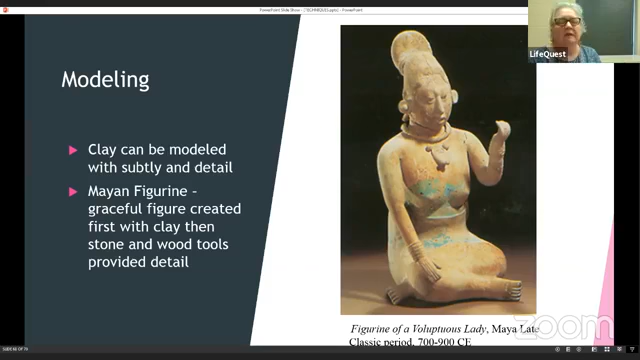 PowerPoint Slide Show - [TECHNIQUES.pptx] - PowerPoint
LifeQuest
Modeling
Clay can be modeled
with subtly and detail
Mayan Figurine –
graceful figure created
first with clay then
stone and wood tools
provided detail
Figurine of a Voluptuous Lady, Maya Late
Classic period, 700-900 CE
zoom